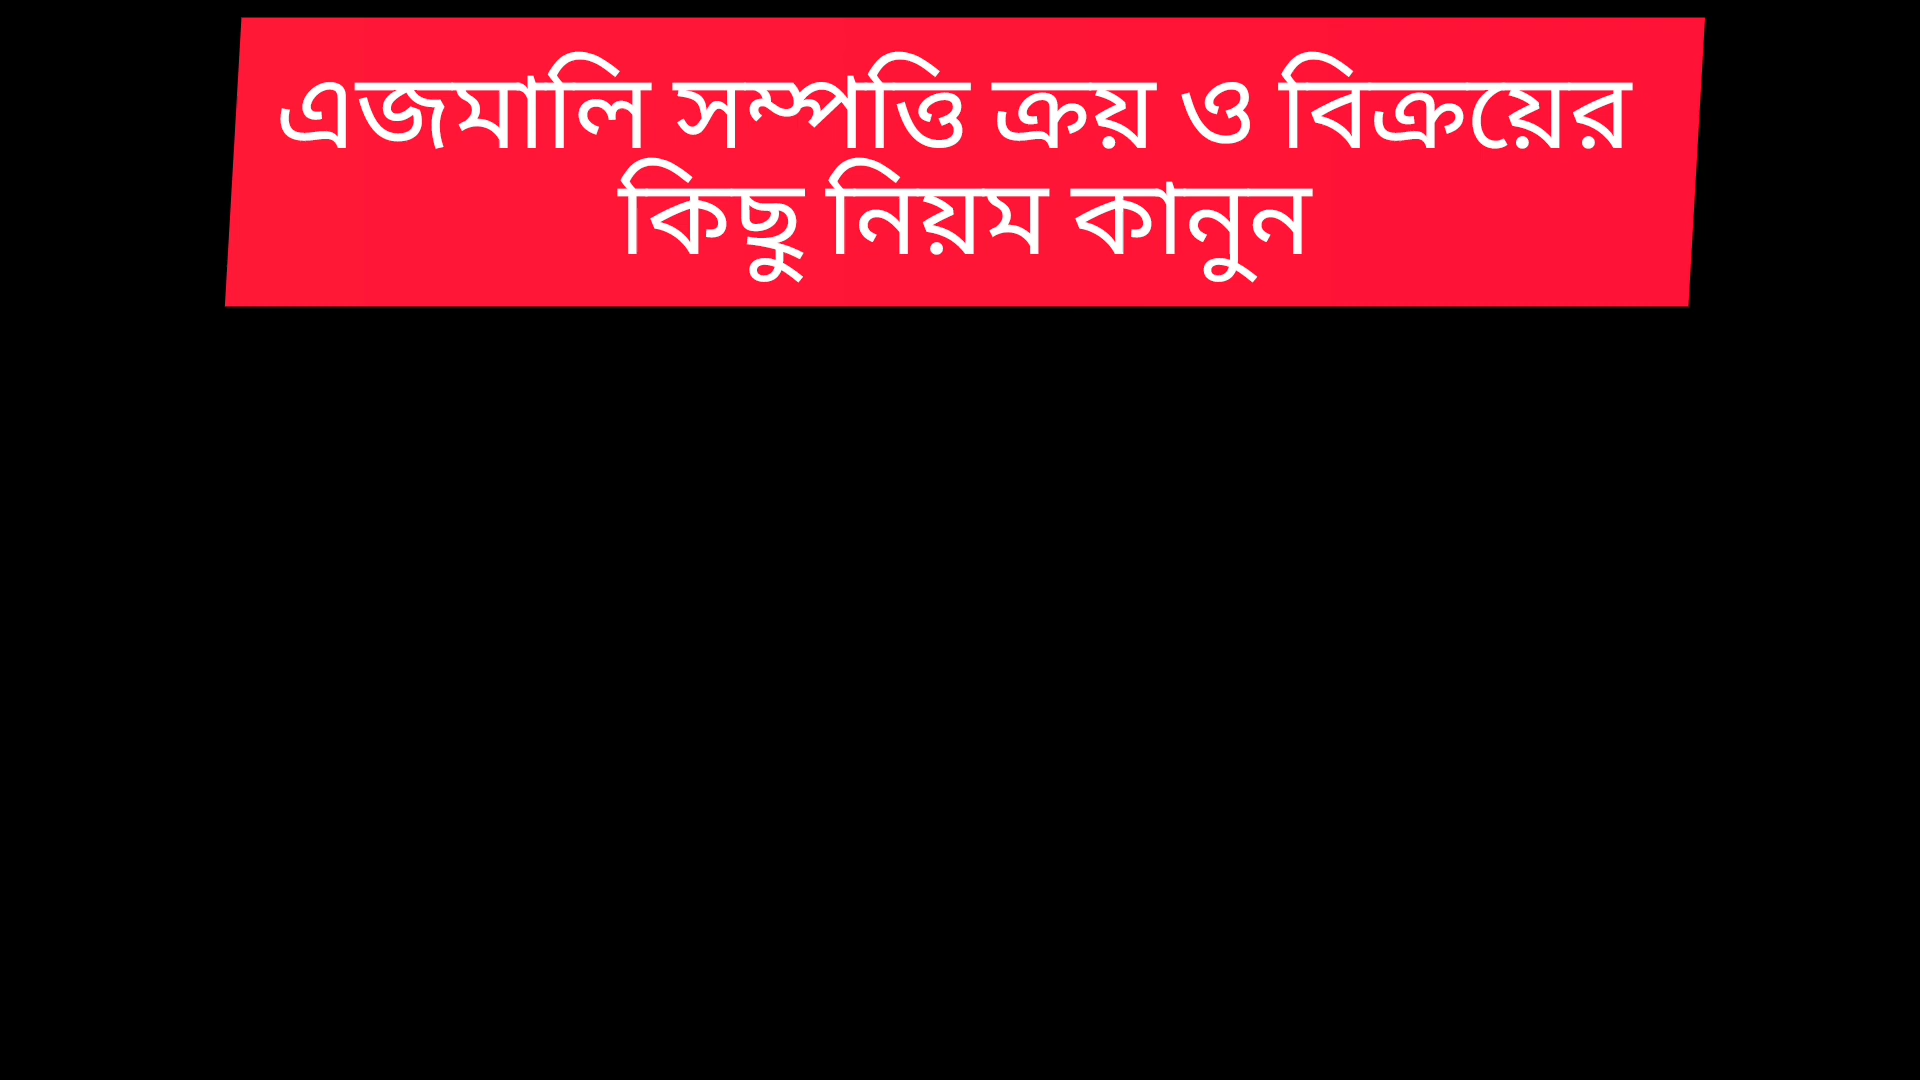 এজমালি সম্পত্তি ক্রয় ও বিক্রয়ের
কিছু নিয়ম কানুন